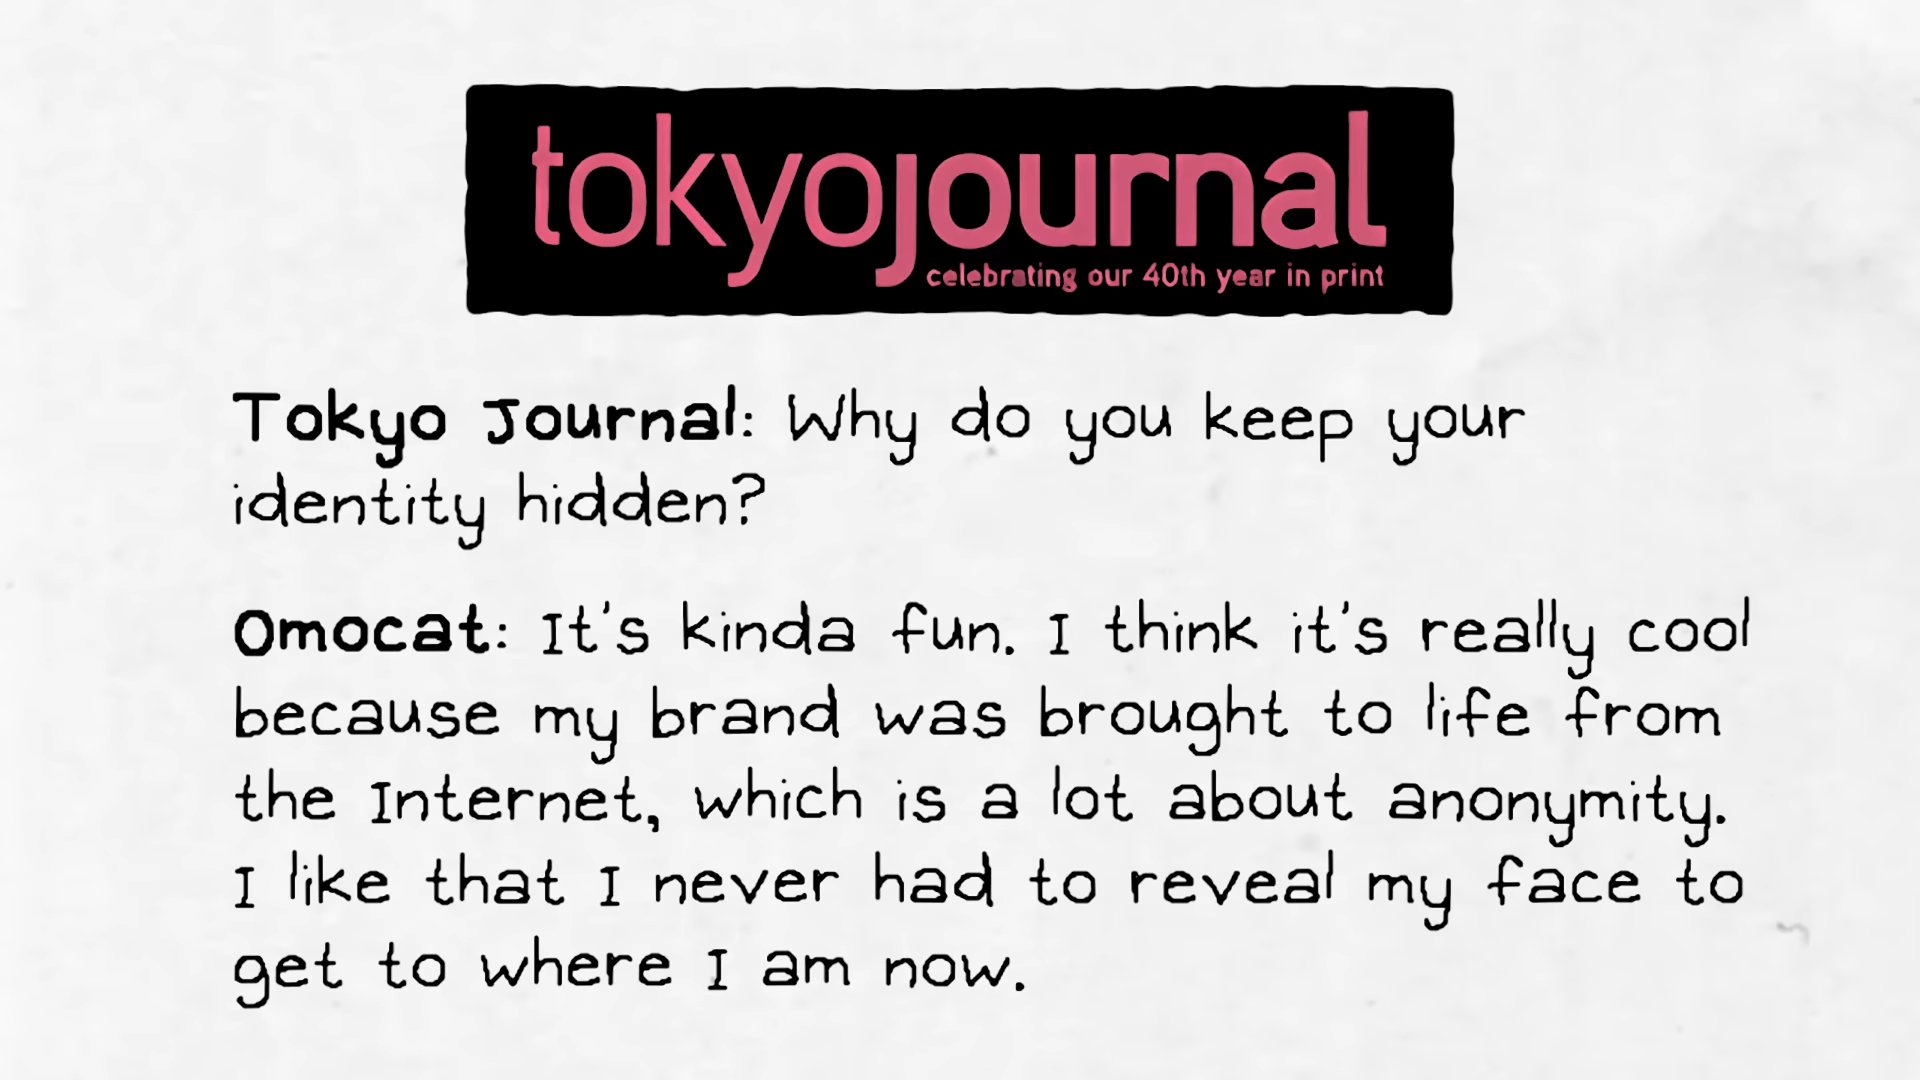 tokyojournal
celebrating our 40th year in print
Tokyo Journal: Why do you keep your
identity hidden?
Omocat: It's kinda fun. I think it's really cool
because my brand was brought to life from
the Internet, which is a lot about anonymity.
I like that I never had to reveal my face to
get to where I am now.